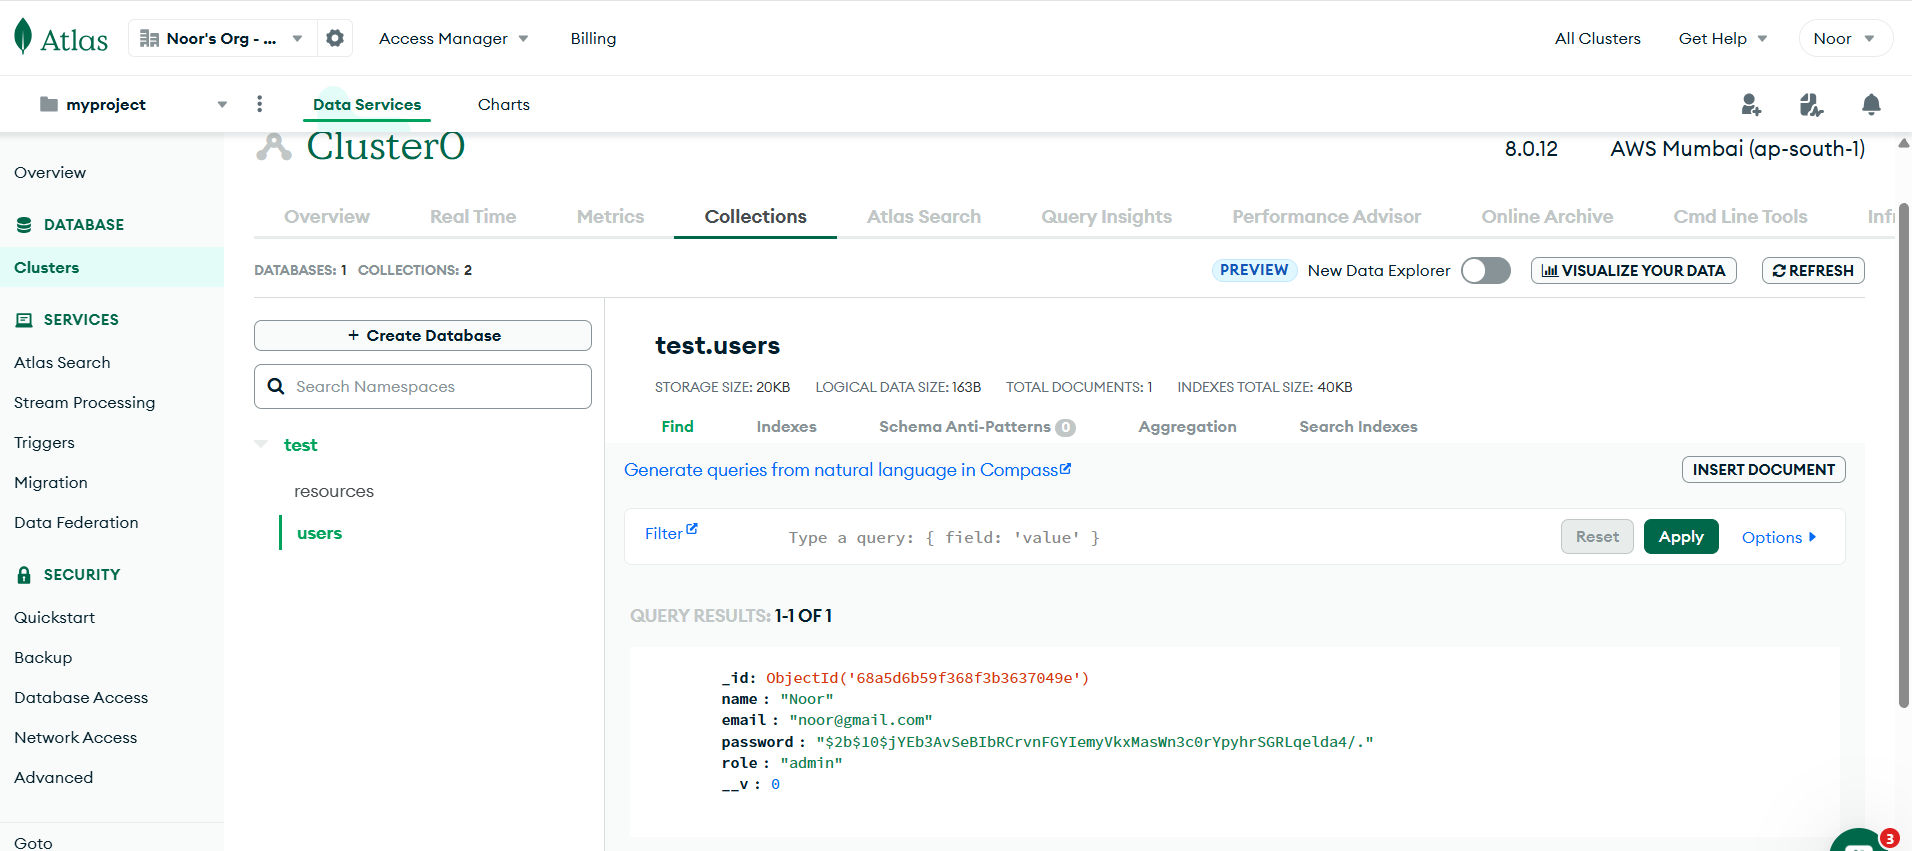 Atlas
Noor's Org - ...
Access Manager
Billing
All Clusters
Get Help
Noor
myproject
Data Services
Charts
Cluster0
8.0.12
AWS Mumbai (ap-south-1)
Overview
DATABASE
Clusters
SERVICES
Atlas Search
Stream Processing
Triggers
Migration
Data Federation
SECURITY
Quickstart
Backup
Database Access
Network Access
Advanced
Goto
Overview
Real Time
Metrics
Collections
Atlas Search
Query Insights
Performance Advisor
Online Archive
Cmd Line Tools
Inf
DATABASES: 1 COLLECTIONS: 2
PREVIEW
New Data Explorer
VISUALIZE YOUR DATA
REFRESH
+ Create Database
Search Namespaces
test
resources
users
test.users
STORAGE SIZE: 20KB LOGICAL DATA SIZE: 163B TOTAL DOCUMENTS: 1 INDEXES TOTAL SIZE: 40KB
Find
Indexes
Schema Anti-Patterns 0
Aggregation
Search Indexes
Generate queries from natural language in Compass
INSERT DOCUMENT
Filter
Type a query: { field: 'value' }
Reset
Apply
Options
QUERY RESULTS: 1-1 OF 1
_id: ObjectId('68a5d6b59f368f3b3637049e')
name : "Noor"
email : "noor@gmail.com"
password : "$2b$10$jYEb3AvSeBIbRCrvnFGYIemyVkxMasWn3c0rYpyhrSGRLqelda4/."
role : "admin"
__v : 0
3